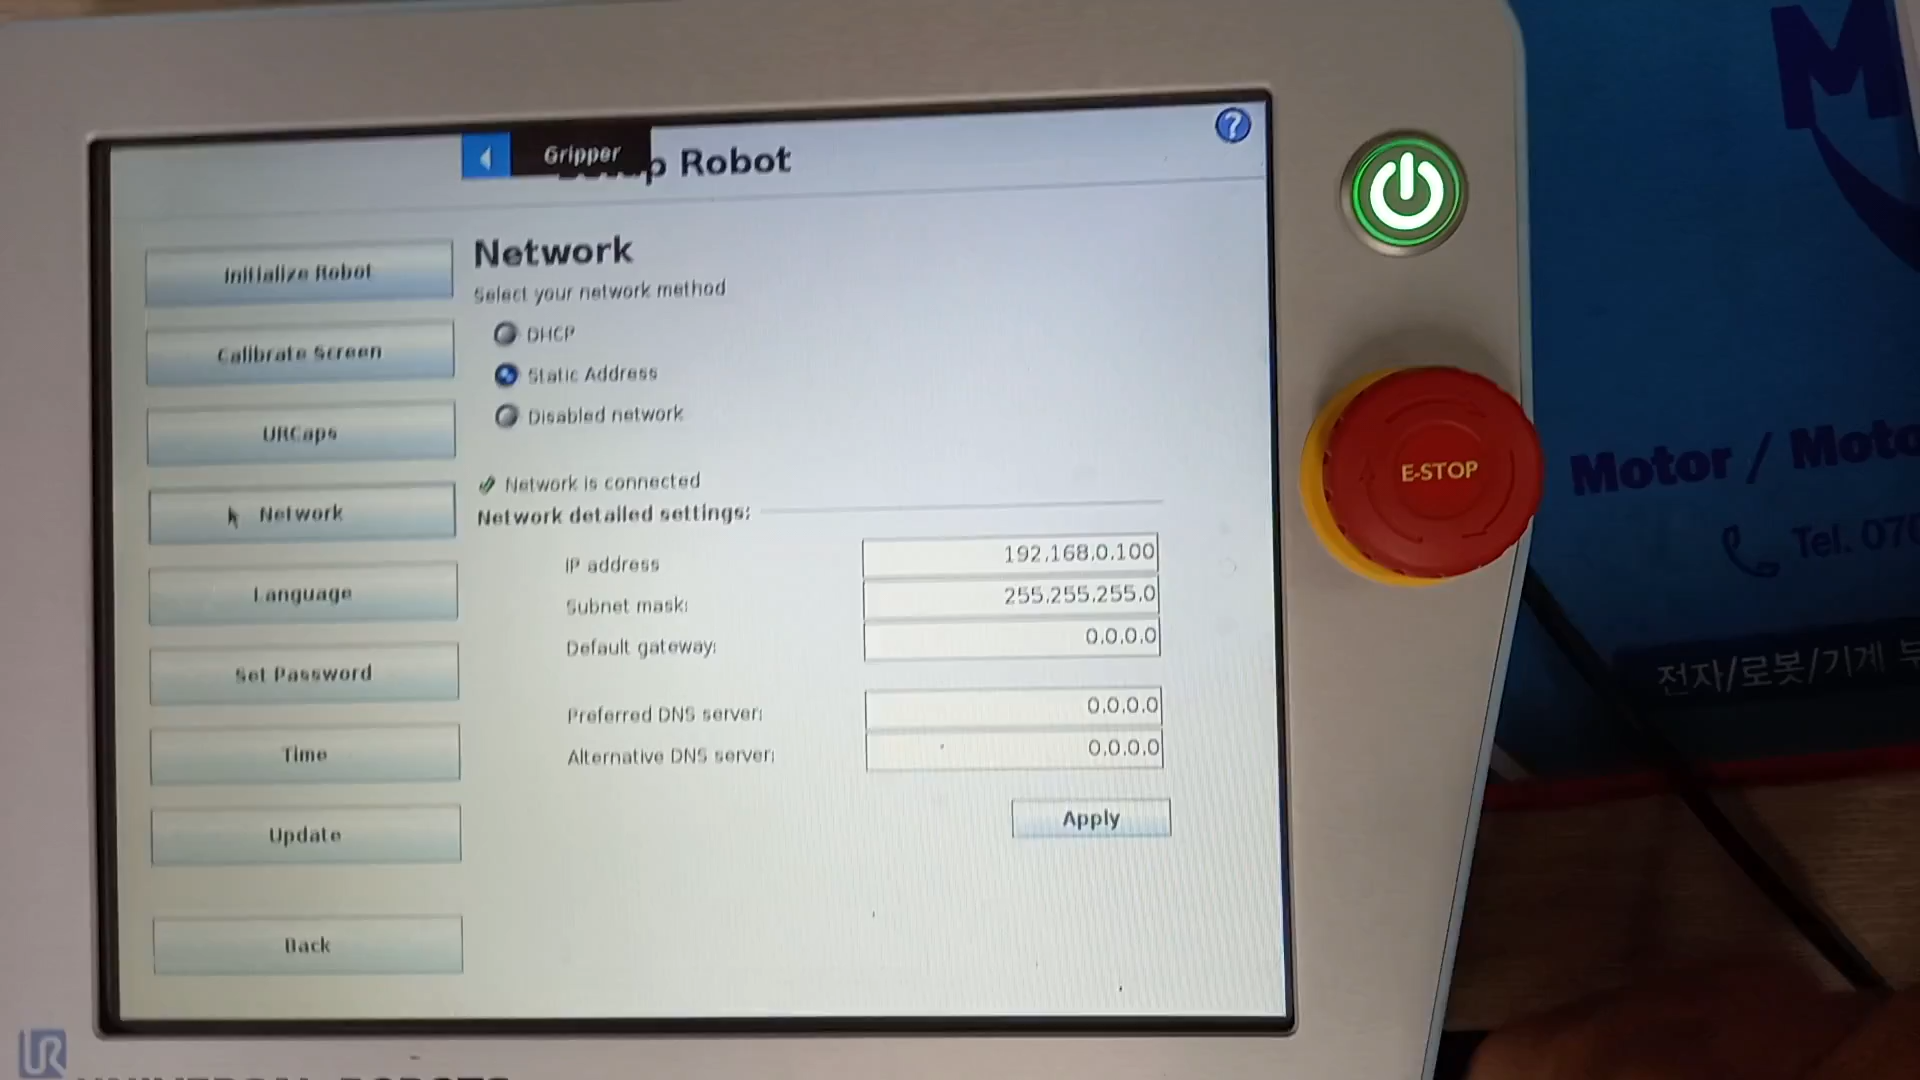 Gripper
p Robot
?
Initialize Robot
Calibrate Screen
URCaps
Network
Language
Set Password
Time
Update
Back
Network
Select your network method
DHCP
Static Address
Disabled network
Network is connected
Network detailed settings:
IP address
192.168.0.100
Subnet mask:
255.255.255.0
Default gateway:
0.0.0.0
Preferred DNS server:
0.0.0.0
Alternative DNS server:
0.0.0.0
Apply
E-STOP
M
Motor / Moto
Tel. 070
전자/로봇/기계
UR